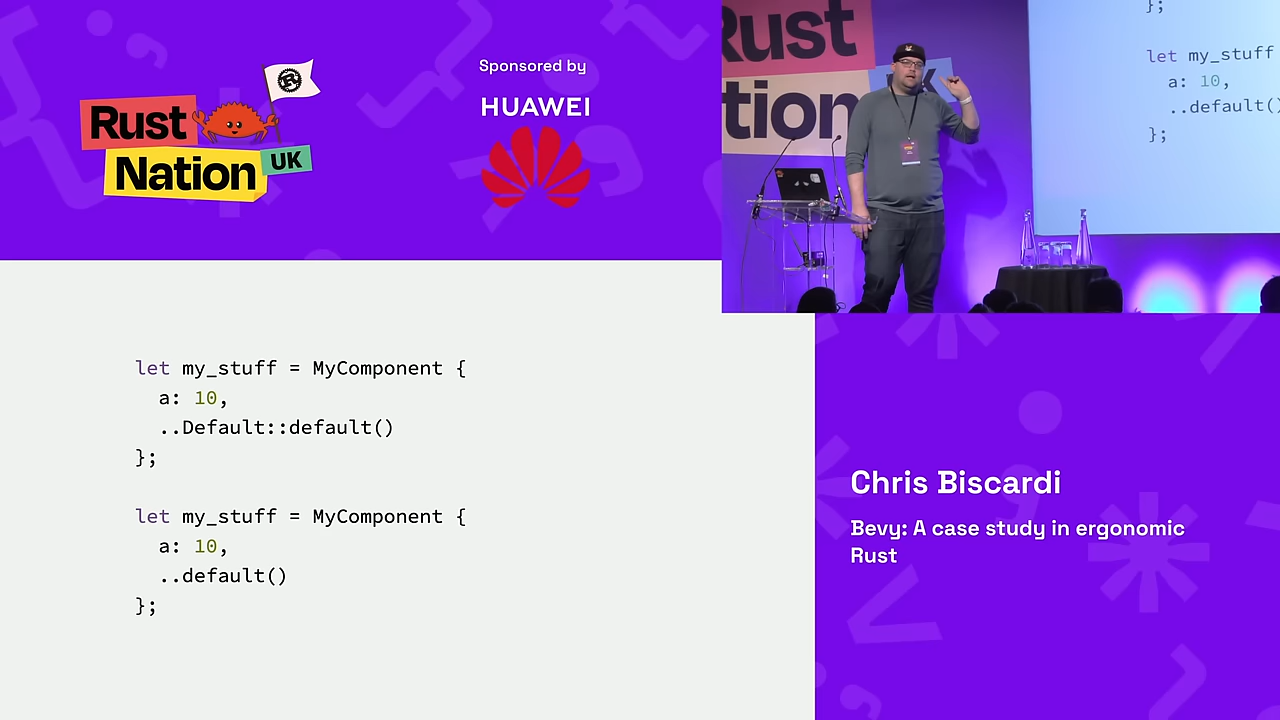 Rust
Nation
UK
Sponsored by
HUAWEI
Rust
tion
UK
};
let my_stuff
a: 10,
..default()
};
let my_stuff = MyComponent {
a: 10,
..Default::default()
};
let my_stuff = MyComponent {
a: 10,
..default()
};
Chris Biscardi
Bevy: A case study in ergonomic
Rust